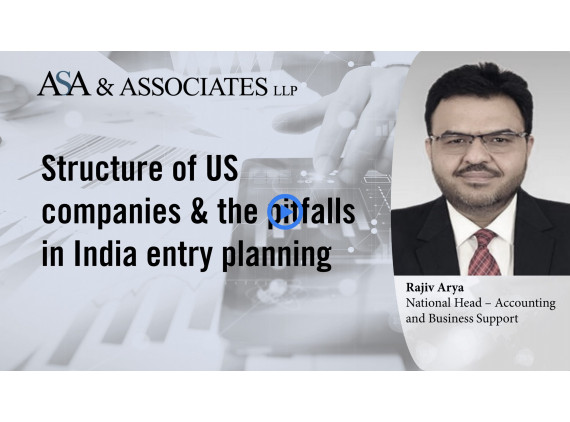 ASA & ASSOCIATES LLP
Structure of US
companies & the pitfalls
in India entry planning
Rajiv Arya
National Head – Accounting
and Business Support